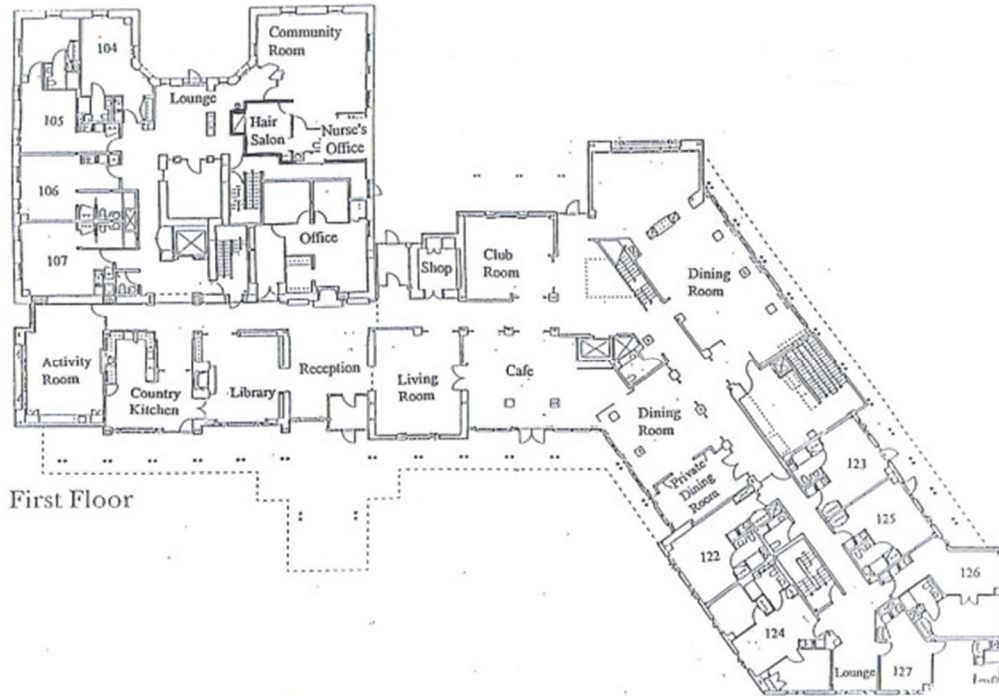 104
Community
Room
Lounge
105
Hair
Salon
Nurse's
Office
106
107
Office
Shop
Club
Room
Dining
Room
Activity
Room
Country
Kitchen
Library
Reception
Living
Room
Cafe
Dining
Room
Private
Dining
Room
First Floor
123
125
122
126
124
Lounge
127